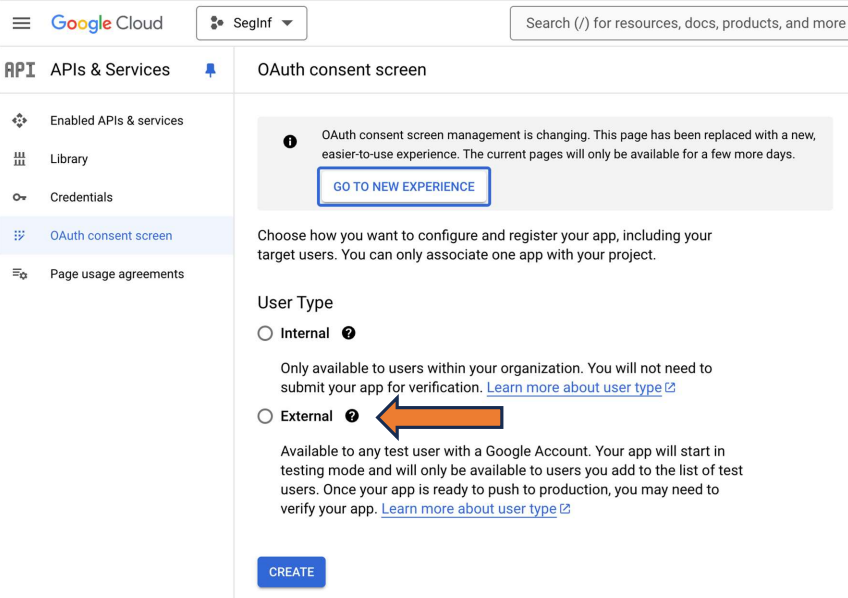 Google Cloud
SegInf
Search (/) for resources, docs, products, and more
API
APIs & Services
OAuth consent screen
Enabled APIs & services
Library
Credentials
OAuth consent screen
Page usage agreements
OAuth consent screen management is changing. This page has been replaced with a new,
easier-to-use experience. The current pages will only be available for a few more days.
GO TO NEW EXPERIENCE
Choose how you want to configure and register your app, including your
target users. You can only associate one app with your project.
User Type
Internal
Only available to users within your organization. You will not need to
submit your app for verification. Learn more about user type
External
Available to any test user with a Google Account. Your app will start in
testing mode and will only be available to users you add to the list of test
users. Once your app is ready to push to production, you may need to
verify your app. Learn more about user type
CREATE